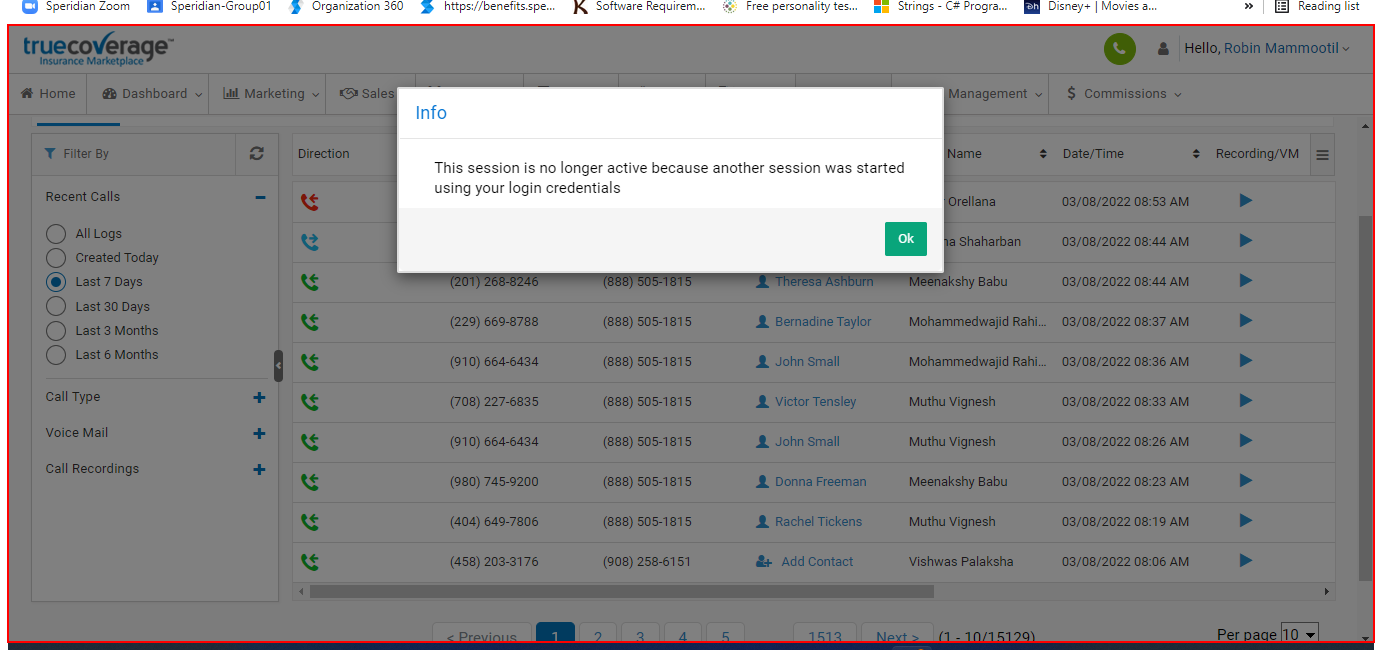 Speridian Zoom Speridian-Group01 Organization 360 https://benefits.spe... Software Requirem... Free personality tes... Strings - C# Progra... Disney+ | Movies a... » Reading list
truecoverage™
Insurance Marketplace
Hello, Robin Mammootil
Home Dashboard Marketing Sales Management $ Commissions
Info
This session is no longer active because another session was started
using your login credentials
Ok
Filter By
Recent Calls
All Logs
Created Today
Last 7 Days
Last 30 Days
Last 3 Months
Last 6 Months
Call Type
Voice Mail
Call Recordings
Direction Name Date/Time Recording/VM
Orellana 03/08/2022 08:53 AM
Shaharban 03/08/2022 08:44 AM
(201) 268-8246 (888) 505-1815 Theresa Ashburn Meenakshy Babu 03/08/2022 08:44 AM
(229) 669-8788 (888) 505-1815 Bernadine Taylor Mohammedwajid Rahi... 03/08/2022 08:37 AM
(910) 664-6434 (888) 505-1815 John Small Mohammedwajid Rahi... 03/08/2022 08:36 AM
(708) 227-6835 (888) 505-1815 Victor Tensley Muthu Vignesh 03/08/2022 08:33 AM
(910) 664-6434 (888) 505-1815 John Small Muthu Vignesh 03/08/2022 08:26 AM
(980) 745-9200 (888) 505-1815 Donna Freeman Meenakshy Babu 03/08/2022 08:23 AM
(404) 649-7806 (888) 505-1815 Rachel Tickens Muthu Vignesh 03/08/2022 08:19 AM
(458) 203-3176 (908) 258-6151 Add Contact Vishwas Palaksha 03/08/2022 08:06 AM
< Previous 1 2 3 4 5 1513 Next > (1 - 10/15129) Per page 10